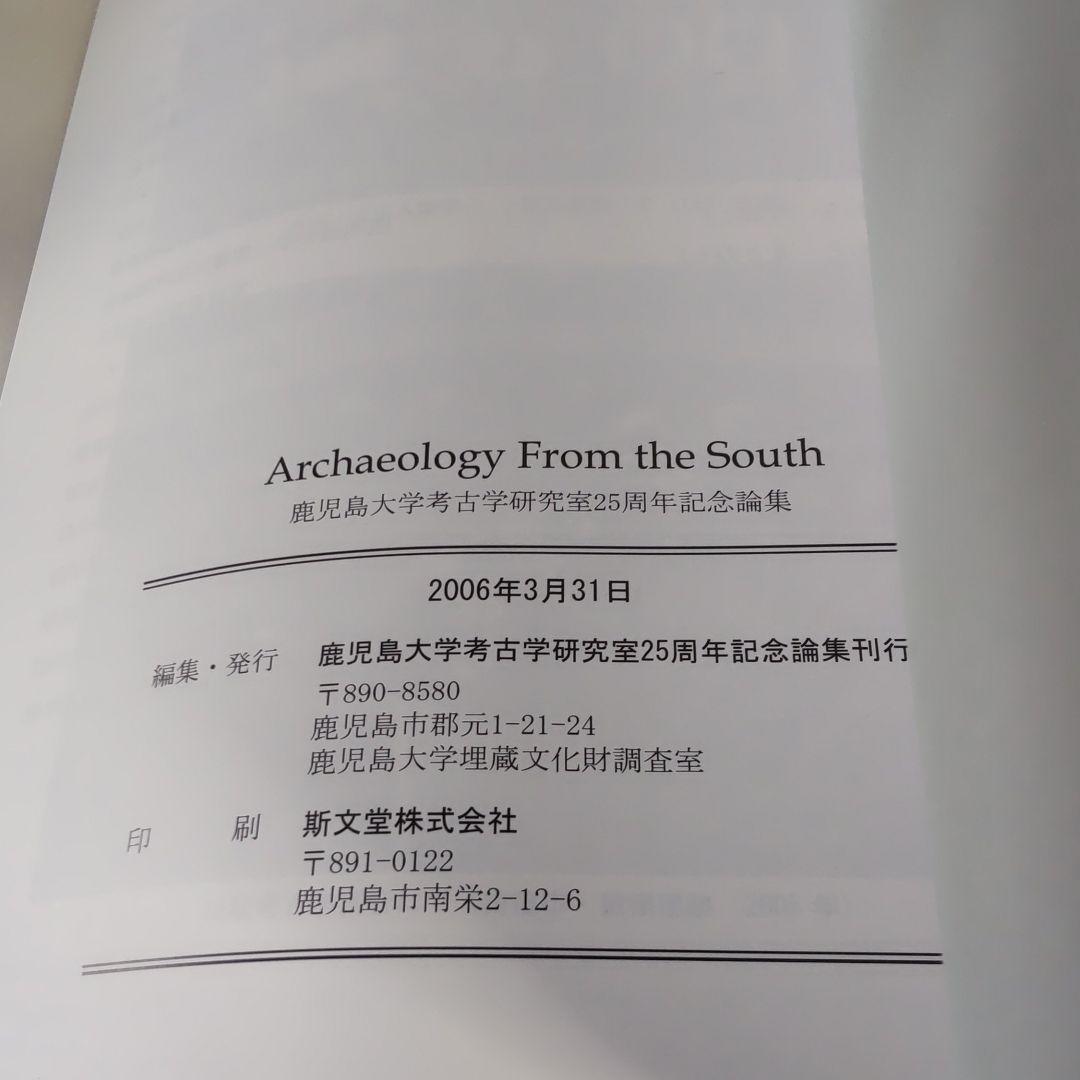 Archaeology From the South
鹿児島大学考古学研究室25周年記念論集
2006年3月31日
編集・発行 鹿児島大学考古学研究室25周年記念論集刊行
〒890-8580
鹿児島市郡元1-21-24
鹿児島大学埋蔵文化財調査室
印 刷 斯文堂株式会社
〒891-0122
鹿児島市南栄2-12-6